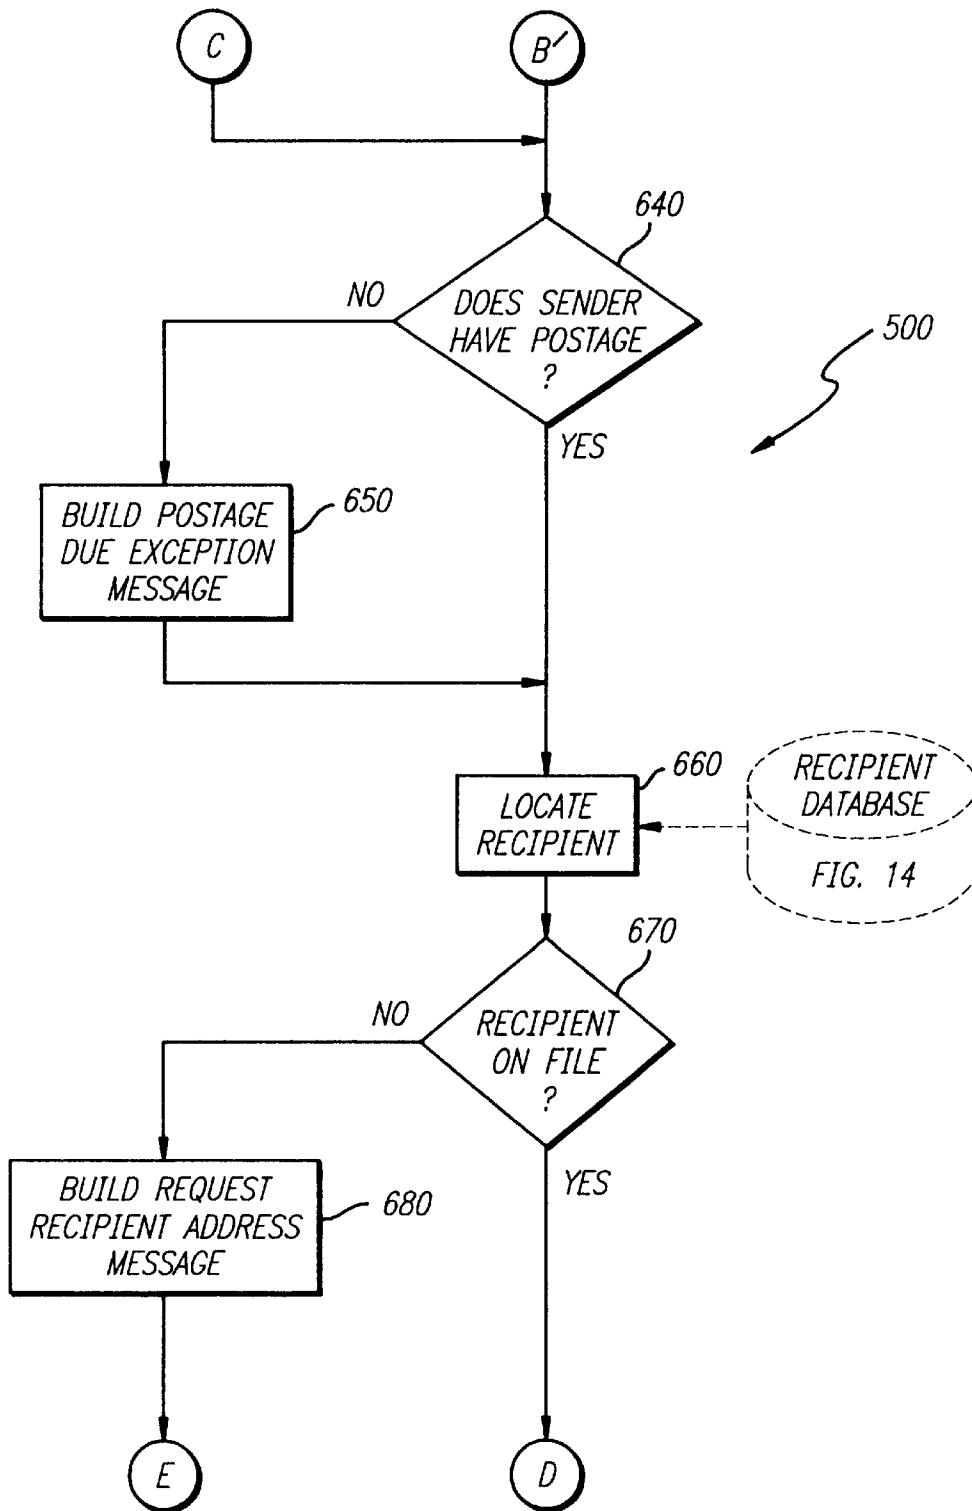 C
B'
640
DOES SENDER
HAVE POSTAGE
?
NO
YES
500
650
BUILD POSTAGE
DUE EXCEPTION
MESSAGE
660
LOCATE
RECIPIENT
RECIPIENT
DATABASE
FIG. 14
670
RECIPIENT
ON FILE
?
NO
YES
BUILD REQUEST
RECIPIENT ADDRESS
MESSAGE
680
E
D